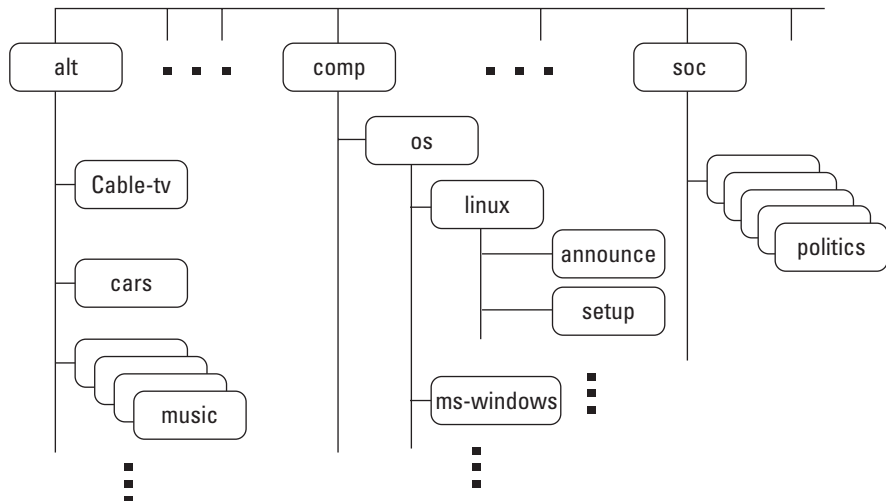 alt
comp
soc
os
Cable-tv
linux
politics
announce
cars
setup
ms-windows
music